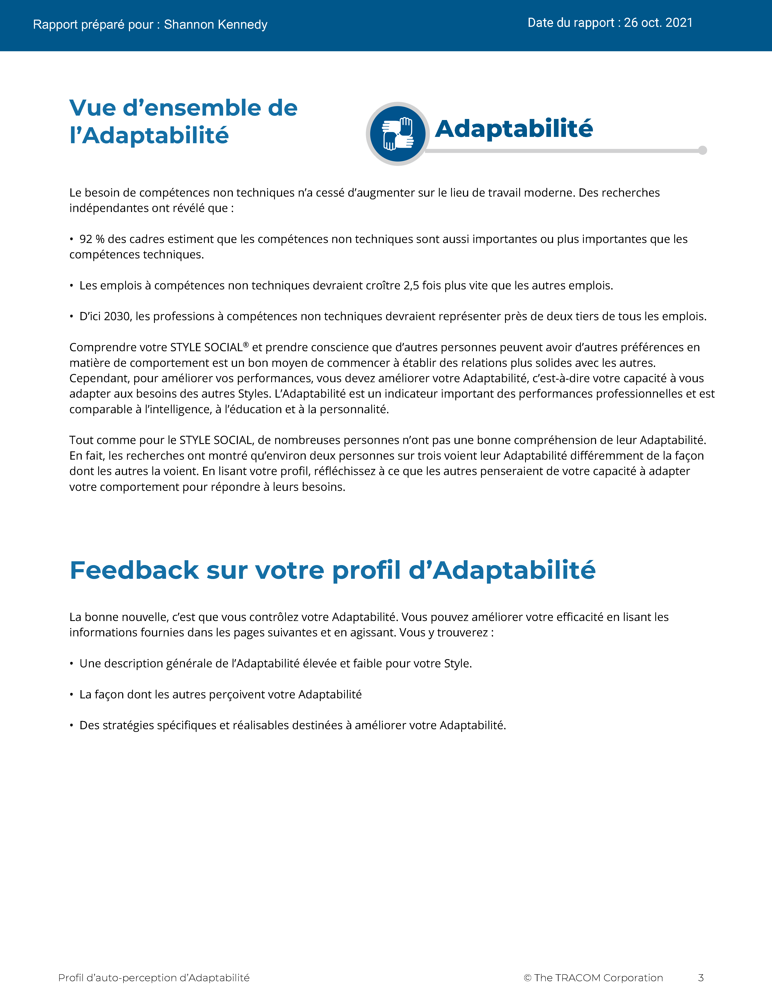 Rapport préparé pour : Shannon Kennedy
Date du rapport : 26 oct. 2021
Vue d’ensemble de
l’Adaptabilité
Adaptabilité
Le besoin de compétences non techniques n’a cessé d’augmenter sur le lieu de travail moderne. Des recherches
indépendantes ont révélé que :
• 92 % des cadres estiment que les compétences non techniques sont aussi importantes ou plus importantes que les
compétences techniques.
• Les emplois à compétences non techniques devraient croître 2,5 fois plus vite que les autres emplois.
• D’ici 2030, les professions à compétences non techniques devraient représenter près de deux tiers de tous les emplois.
Comprendre votre STYLE SOCIAL® et prendre conscience que d’autres personnes peuvent avoir d’autres préférences en
matière de comportement est un bon moyen de commencer à établir des relations plus solides avec les autres.
Cependant, pour améliorer vos performances, vous devez améliorer votre Adaptabilité, c’est-à-dire votre capacité à vous
adapter aux besoins des autres Styles. L’Adaptabilité est un indicateur important des performances professionnelles et est
comparable à l’intelligence, à l’éducation et à la personnalité.
Tout comme pour le STYLE SOCIAL, de nombreuses personnes n’ont pas une bonne compréhension de leur Adaptabilité.
En fait, les recherches ont montré qu’environ deux personnes sur trois voient leur Adaptabilité différemment de la façon
dont les autres la voient. En lisant votre profil, réfléchissez à ce que les autres penseraient de votre capacité à adapter
votre comportement pour répondre à leurs besoins.
Feedback sur votre profil d’Adaptabilité
La bonne nouvelle, c’est que vous contrôlez votre Adaptabilité. Vous pouvez améliorer votre efficacité en lisant les
informations fournies dans les pages suivantes et en agissant. Vous y trouverez :
• Une description générale de l’Adaptabilité élevée et faible pour votre Style.
• La façon dont les autres perçoivent votre Adaptabilité
• Des stratégies spécifiques et réalisables destinées à améliorer votre Adaptabilité.
Profil d’auto-perception d’Adaptabilité
© The TRACOM Corporation
3